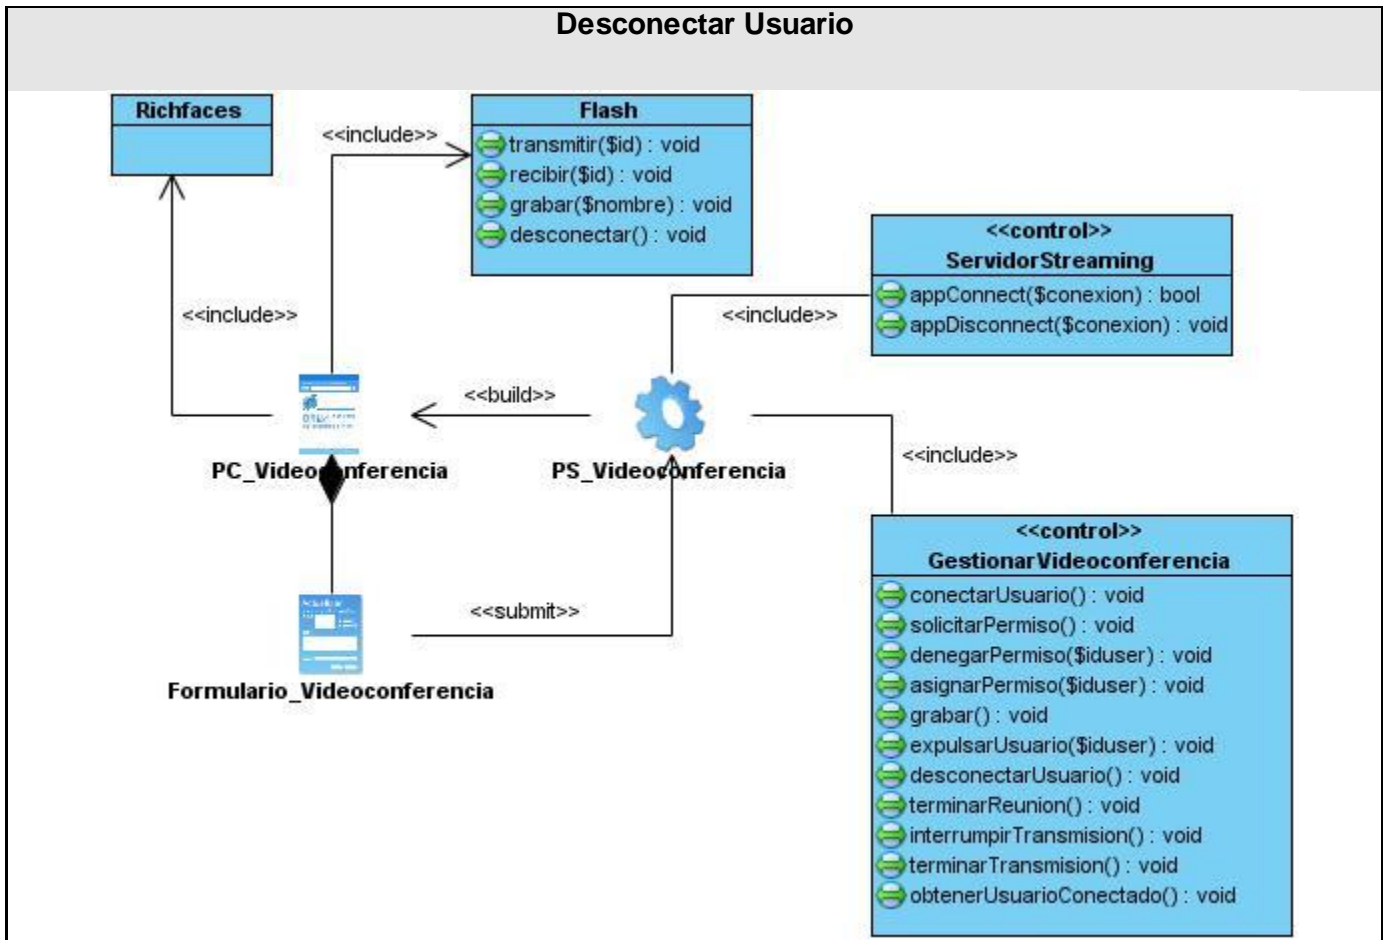 Desconectar Usuario
Richfaces
Flash
<<include>>
transmitir($id) : void
recibir($id) : void
grabar($nombre) : void
desconectar() : void
<<control>>
ServidorStreaming
appConnect($conexion) : bool
appDisconnect($conexion) : void
<<include>>
<<include>>
<<build>>
PC_Videoconferencia
PS_Videoconferencia
<<include>>
<<control>>
GestionarVideoconferencia
conectarUsuario() : void
solicitarPermiso() : void
denegarPermiso($iduser) : void
asignarPermiso($iduser) : void
grabar() : void
expulsarUsuario($iduser) : void
desconectarUsuario() : void
terminarReunion() : void
interrumpirTransmision() : void
terminarTransmision() : void
obtenerUsuarioConectado() : void
<<submit>>
Formulario_Videoconferencia